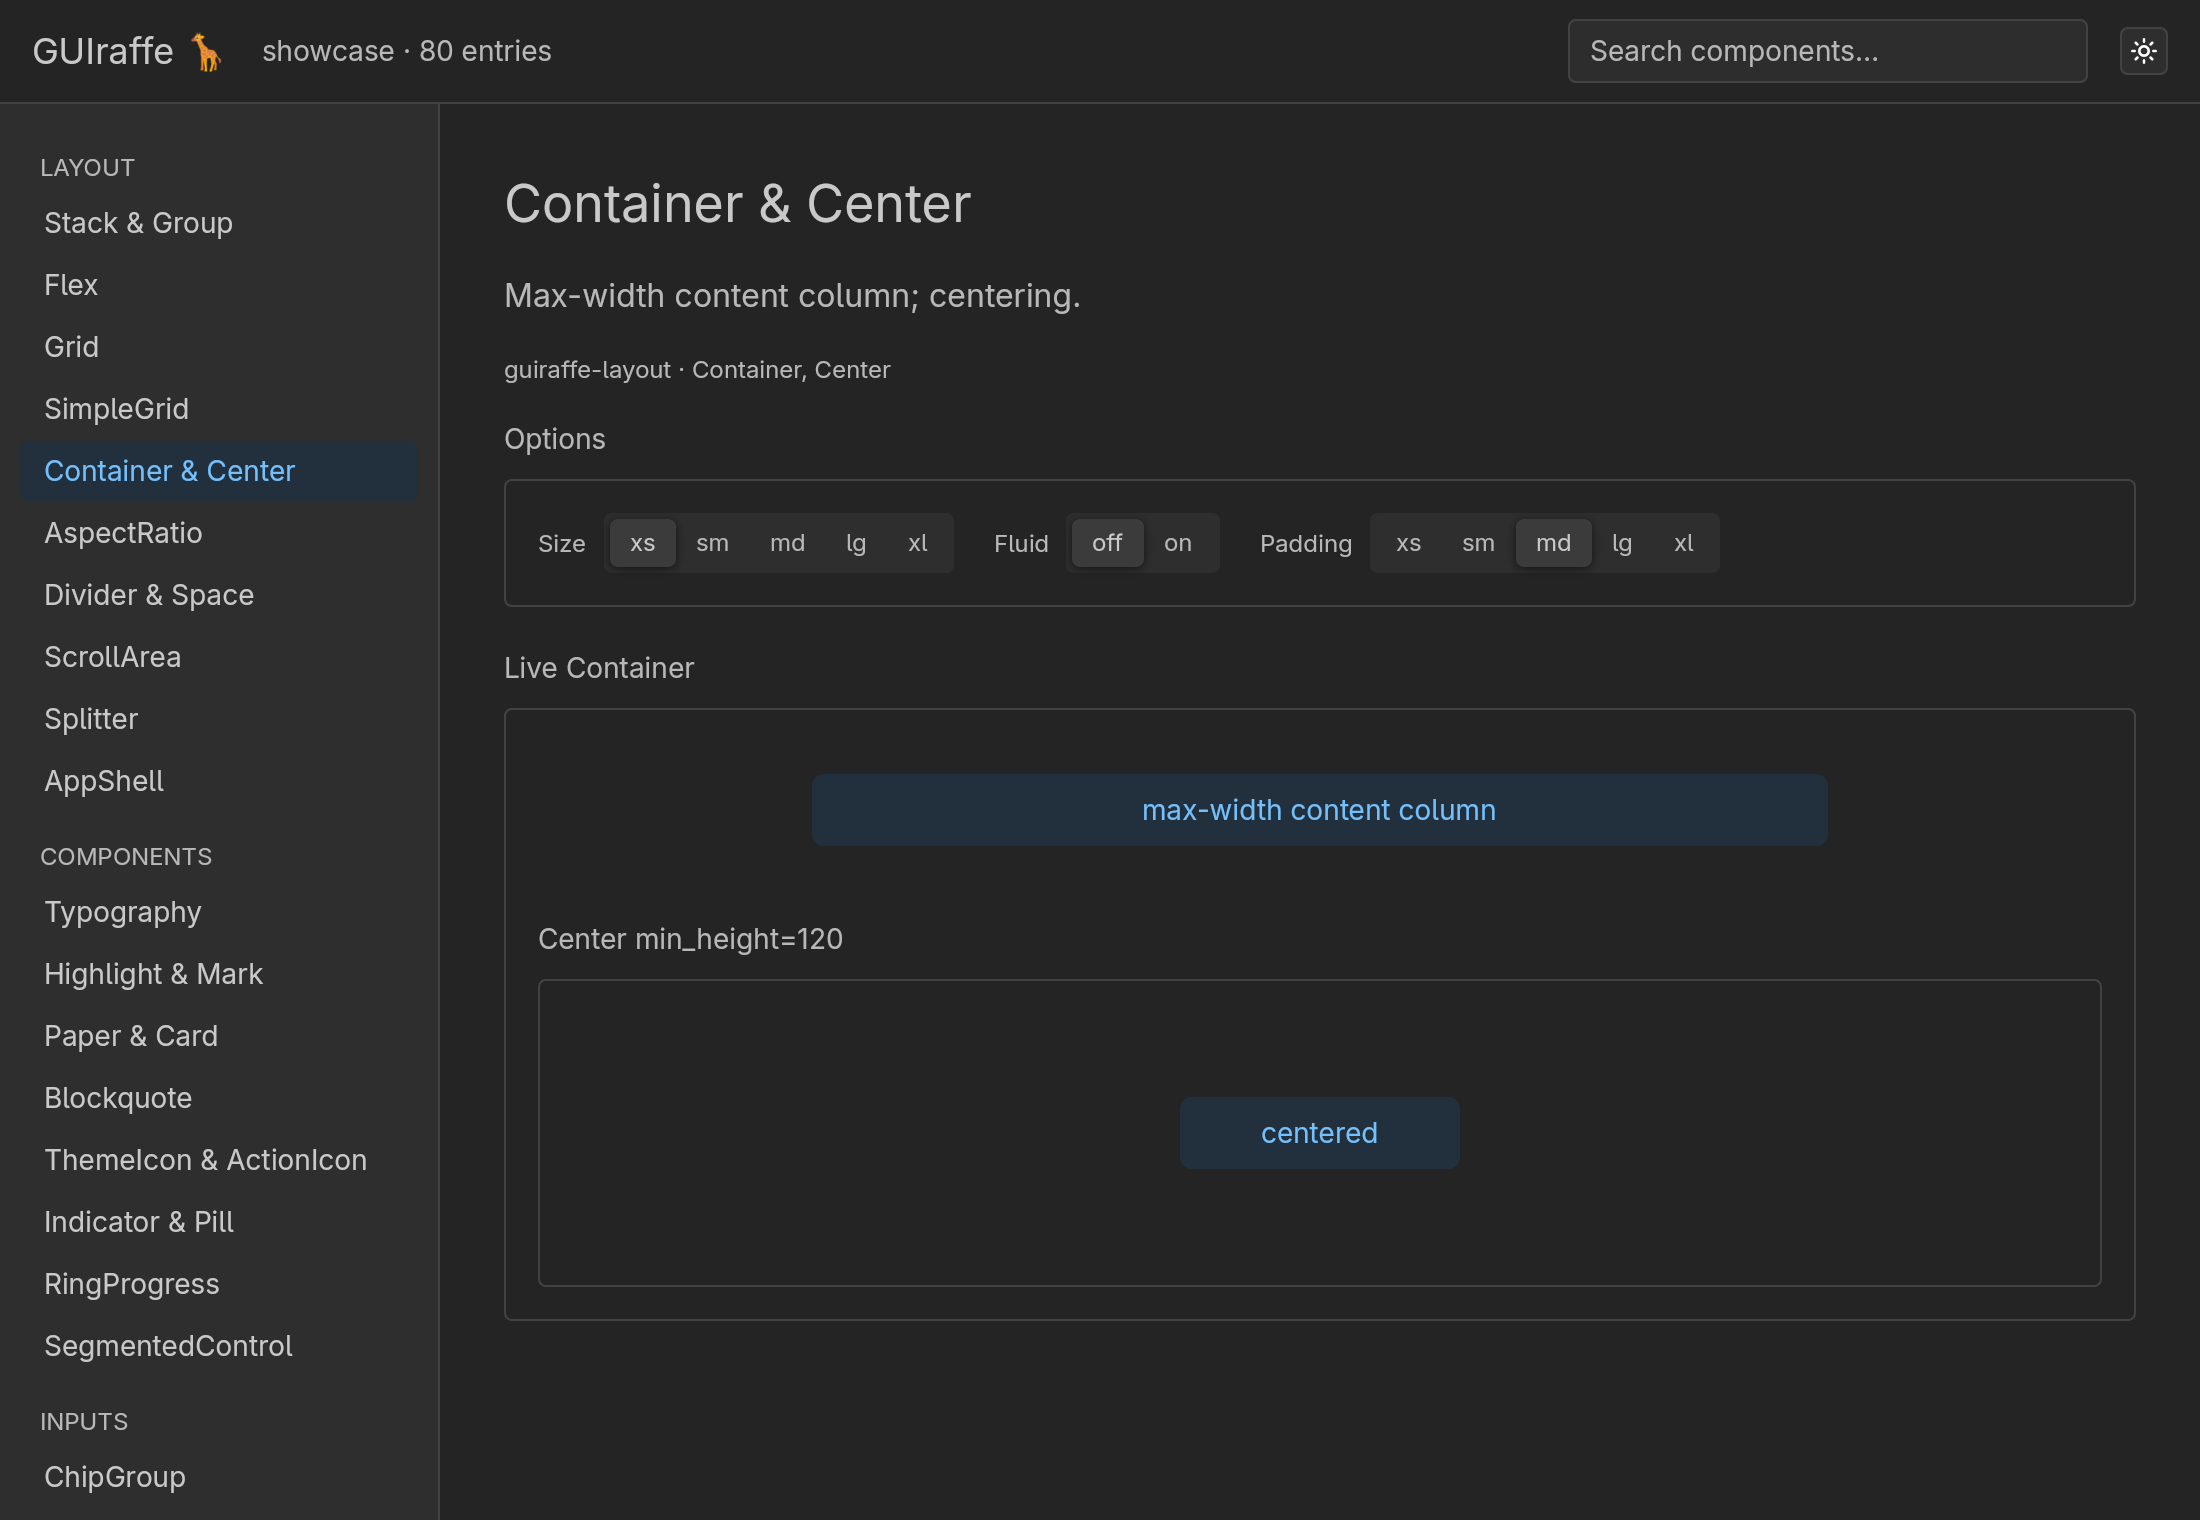 GUIraffe 🦒 showcase · 80 entries Search components...
LAYOUT
Stack & Group
Flex
Grid
SimpleGrid
Container & Center
AspectRatio
Divider & Space
ScrollArea
Splitter
AppShell
COMPONENTS
Typography
Highlight & Mark
Paper & Card
Blockquote
ThemeIcon & ActionIcon
Indicator & Pill
RingProgress
SegmentedControl
INPUTS
ChipGroup
Container & Center
Max-width content column; centering.
guiraffe-layout · Container, Center
Options
Size xs sm md lg xl Fluid off on Padding xs sm md lg xl
Live Container
max-width content column
Center min_height=120
centered